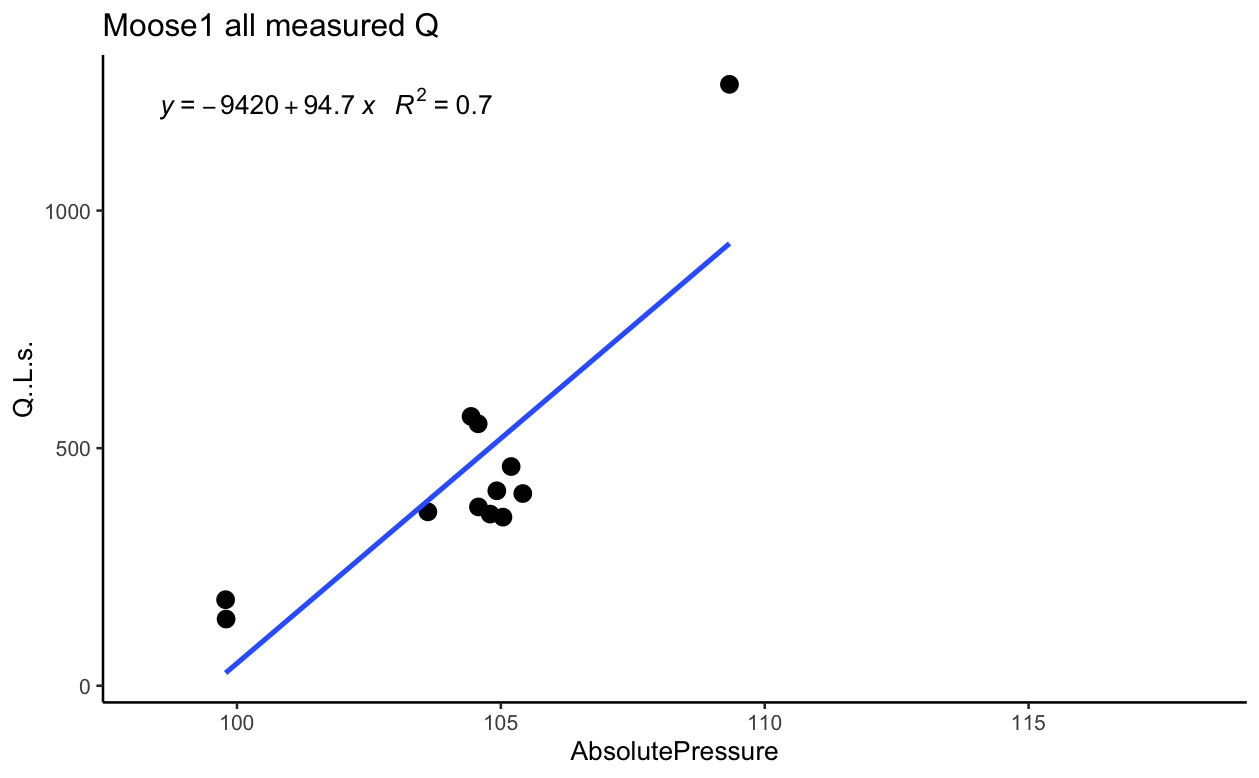 Moose1 all measured Q
y = −9420 + 94.7 x R² = 0.7
1000
500
0
Q..L.s.
100 105 110 115
AbsolutePressure